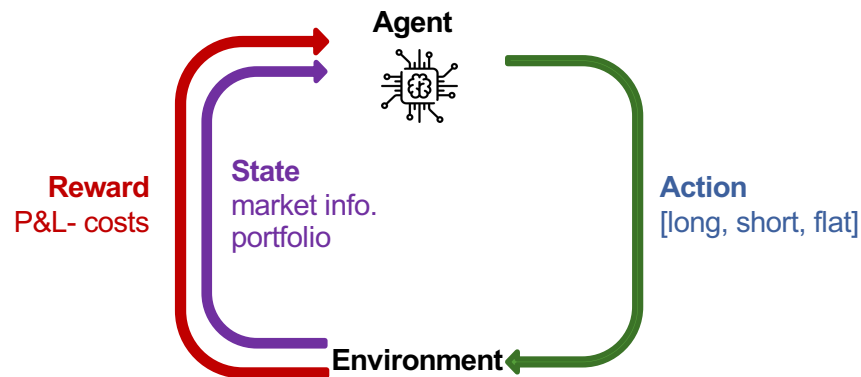 Agent
Reward
P&L- costs
State
market info.
portfolio
Action
[long, short, flat]
Environment